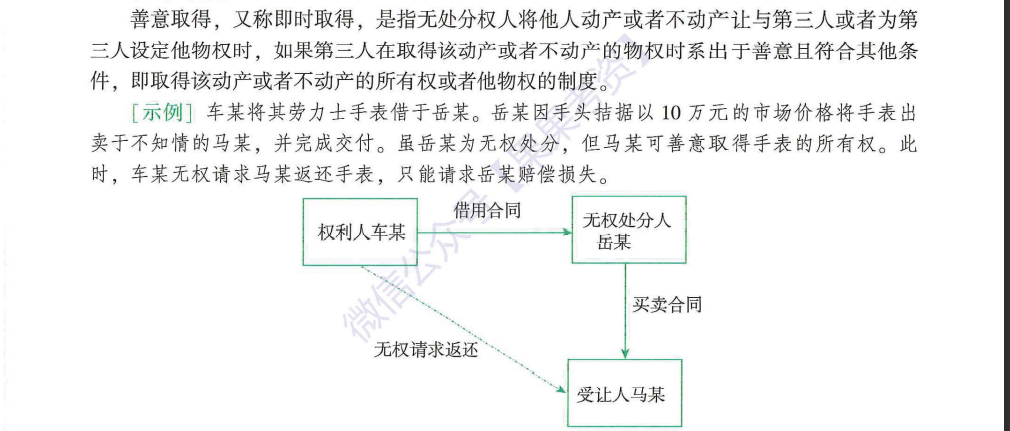 善意取得，又称即时取得，是指无处分权人将他人动产或者不动产让与第三人或者为第
三人设定他物权时，如果第三人在取得该动产或者不动产的物权时系出于善意且符合其他条
件，即取得该动产或者不动产的所有权或者他物权的制度。
［示例］车某将其劳力士手表借于岳某。岳某因手头拮据以 10 万元的市场价格将手表出
卖于不知情的马某，并完成交付。虽岳某为无权处分，但马某可善意取得手表的所有权。此
时，车某无权请求马某返还手表，只能请求岳某赔偿损失。
权利人车某
借用合同
无权处分人
岳某
买卖合同
无权请求返还
受让人马某
微信公众号【果果考资】